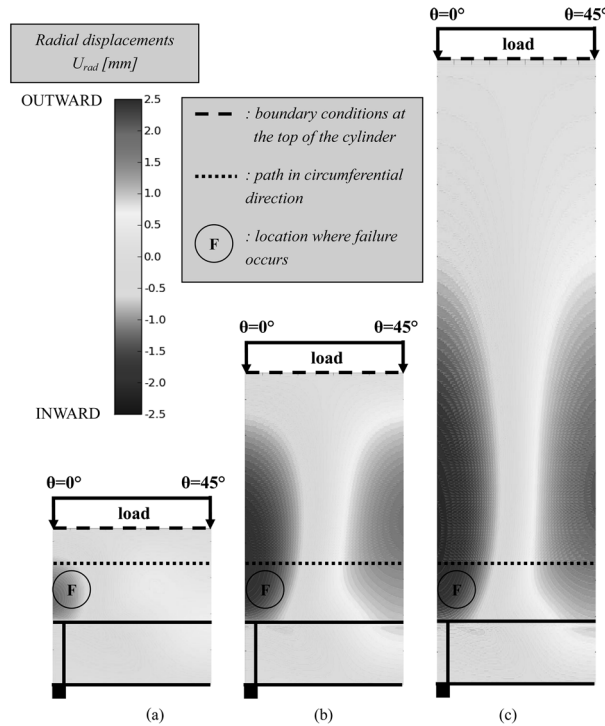 Radial displacements
U_rad [mm]
OUTWARD
2.5
2.0
1.5
1.0
0.5
0.0
-0.5
-1.0
-1.5
-2.0
-2.5
INWARD
: boundary conditions at
the top of the cylinder
: path in circumferential
direction
F : location where failure
occurs
θ=0° θ=45°
load
F
(a)
θ=0° θ=45°
load
F
(b)
θ=0° θ=45°
load
F
(c)